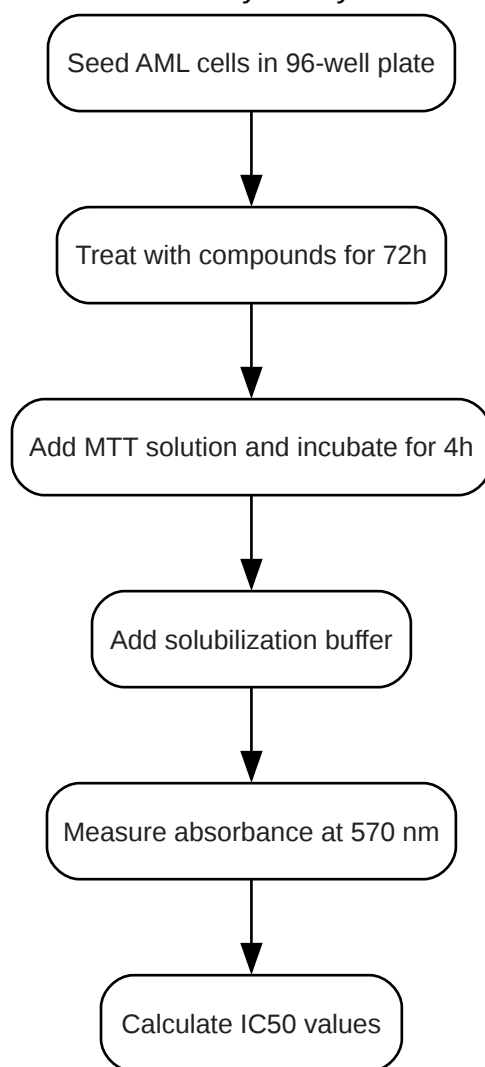 Seed AML cells in 96-well plate
Treat with compounds for 72h
Add MTT solution and incubate for 4h
Add solubilization buffer
Measure absorbance at 570 nm
Calculate IC50 values